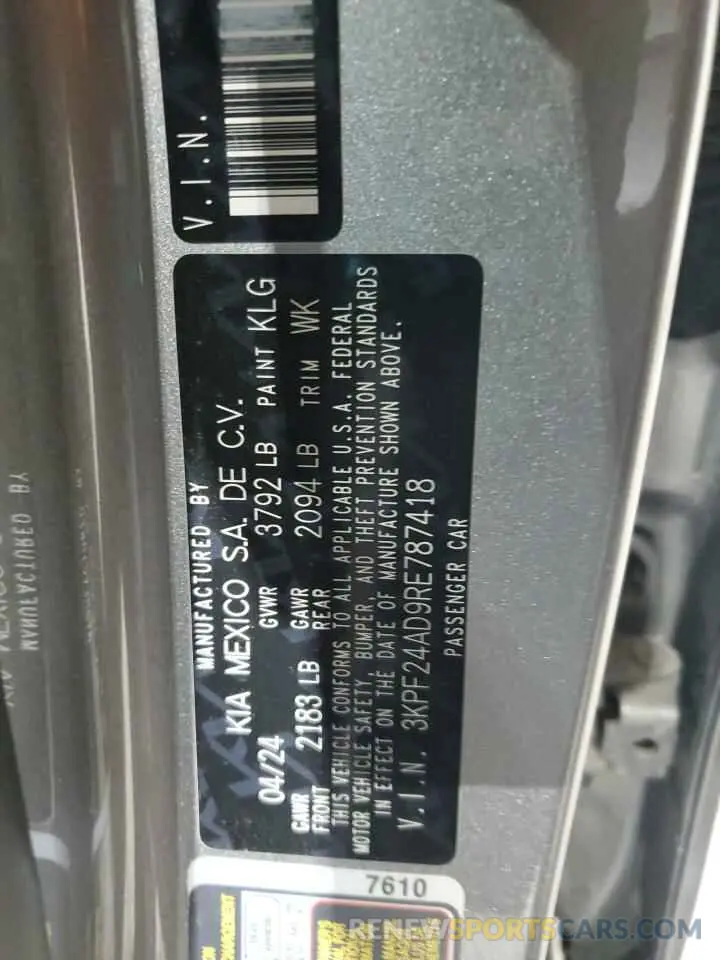 V.I.N.
MANUFACTURED BY
KIA MEXICO S.A. DE C.V.
04/24 GVWR 3792 LB PAINT KLG
GAWR FRONT 2183 LB GAWR REAR 2094 LB TRIM WK
THIS VEHICLE CONFORMS TO ALL APPLICABLE U.S.A. FEDERAL
MOTOR VEHICLE SAFETY, BUMPER, AND THEFT PREVENTION STANDARDS
IN EFFECT ON THE DATE OF MANUFACTURE SHOWN ABOVE.
V.I.N. 3KPF24AD9RE787418
PASSENGER CAR
7610
MANUFACTURED BY
RENEWSPORTSCARS.COM